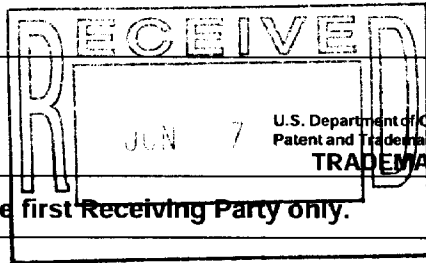 RECEIVED
JUN 7
U.S. Department of C
Patent and Tradema
TRADEMA
e first Receiving Party only.